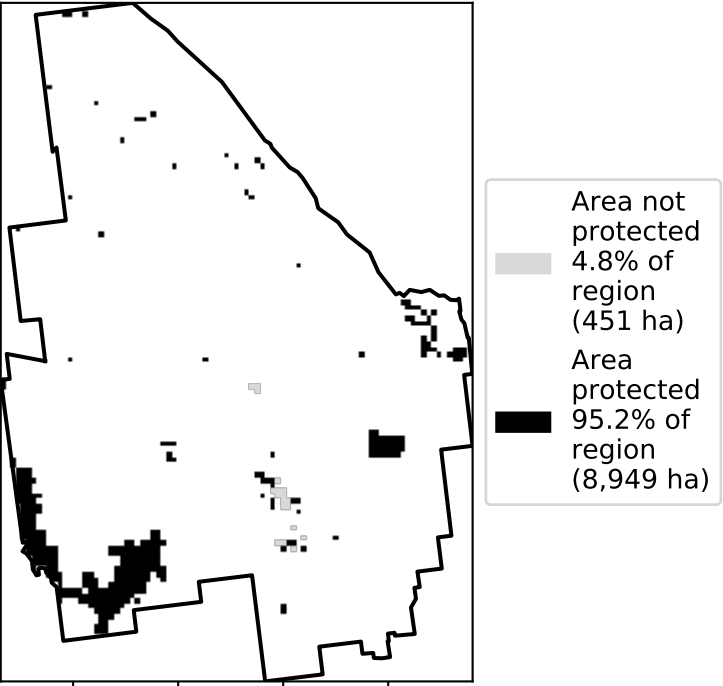 Area not
protected
4.8% of
region
(451 ha)
Area
protected
95.2% of
region
(8,949 ha)